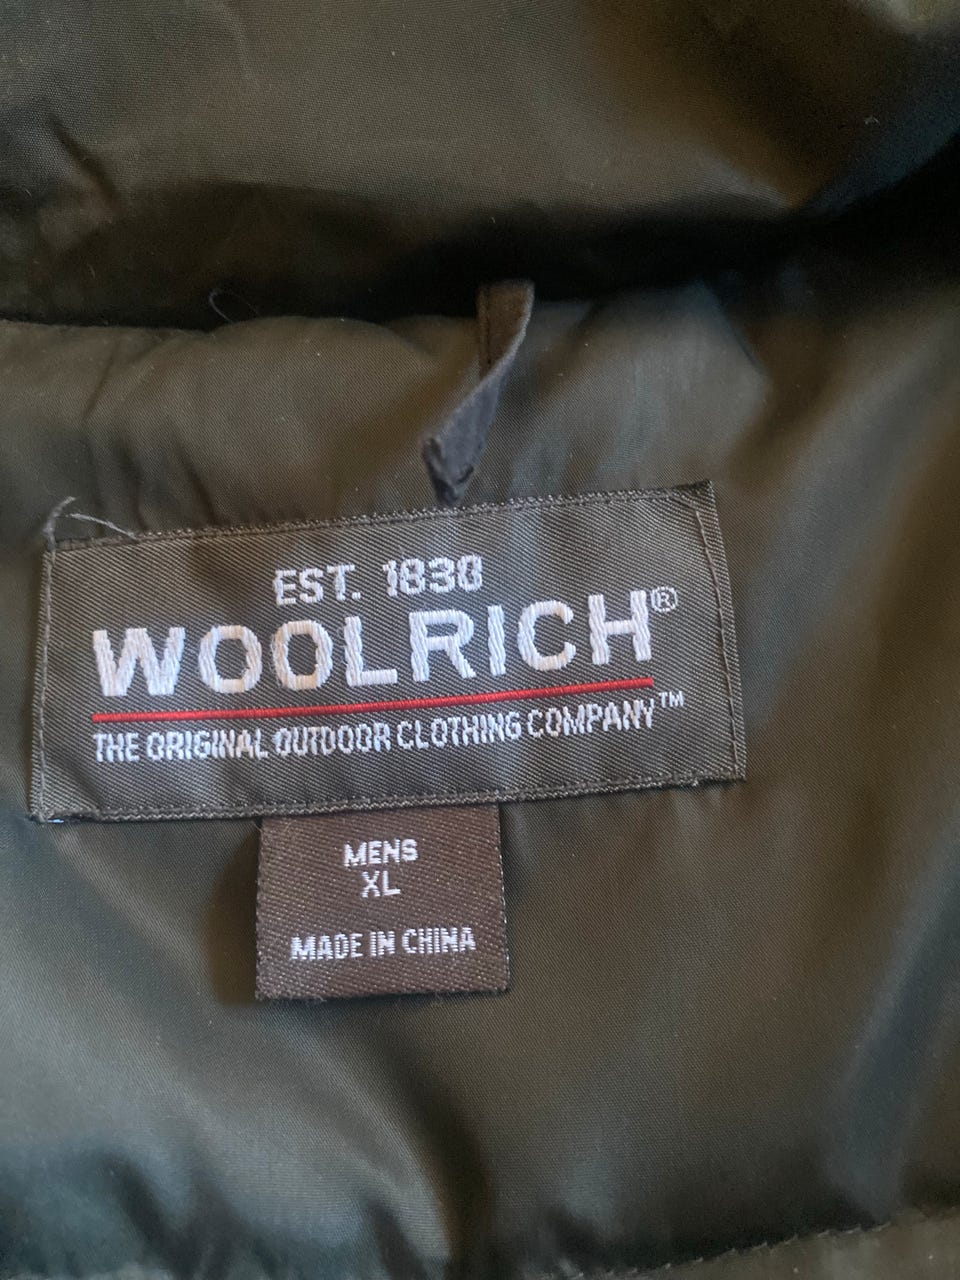 EST. 1830
WOOLRICH®
THE ORIGINAL OUTDOOR CLOTHING COMPANY™
MENS
XL
MADE IN CHINA